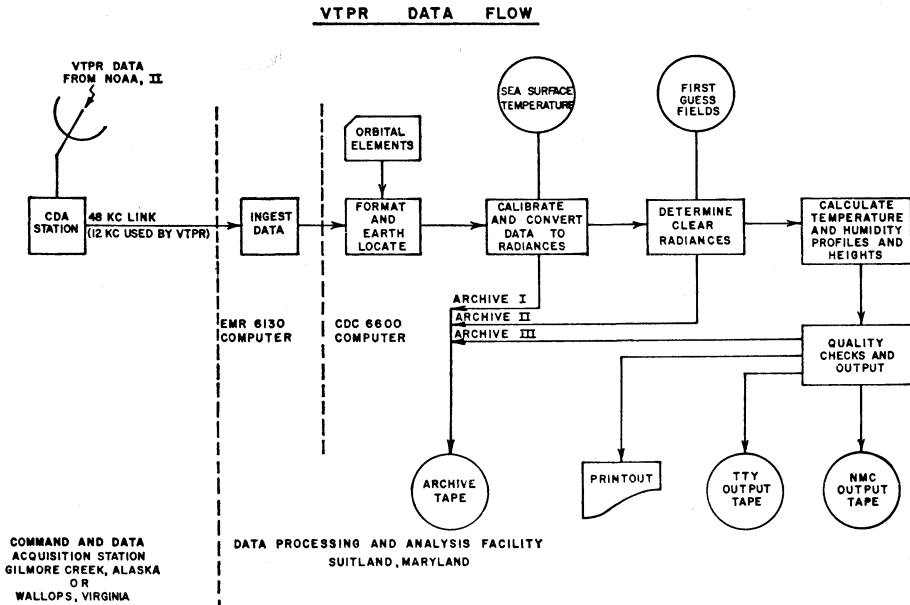 VTPR DATA FLOW
VTPR DATA
FROM NOAA, II
SEA SURFACE
TEMPERATURE
FIRST
GUESS
FIELDS
ORBITAL
ELEMENTS
CDA
STATION
48 KC LINK
(12 KC USED BY VTPR)
INGEST
DATA
FORMAT
AND
EARTH
LOCATE
CALIBRATE
AND CONVERT
DATA TO
RADIANCES
DETERMINE
CLEAR
RADIANCES
CALCULATE
TEMPERATURE
AND HUMIDITY
PROFILES AND
HEIGHTS
ARCHIVE I
ARCHIVE II
ARCHIVE III
EMR 6130
COMPUTER
CDC 6600
COMPUTER
QUALITY
CHECKS AND
OUTPUT
ARCHIVE
TAPE
PRINTOUT
TTY
OUTPUT
TAPE
NMC
OUTPUT
TAPE
COMMAND AND DATA
ACQUISITION STATION
GILMORE CREEK, ALASKA
OR
WALLOPS, VIRGINIA
DATA PROCESSING AND ANALYSIS FACILITY
SUITLAND, MARYLAND